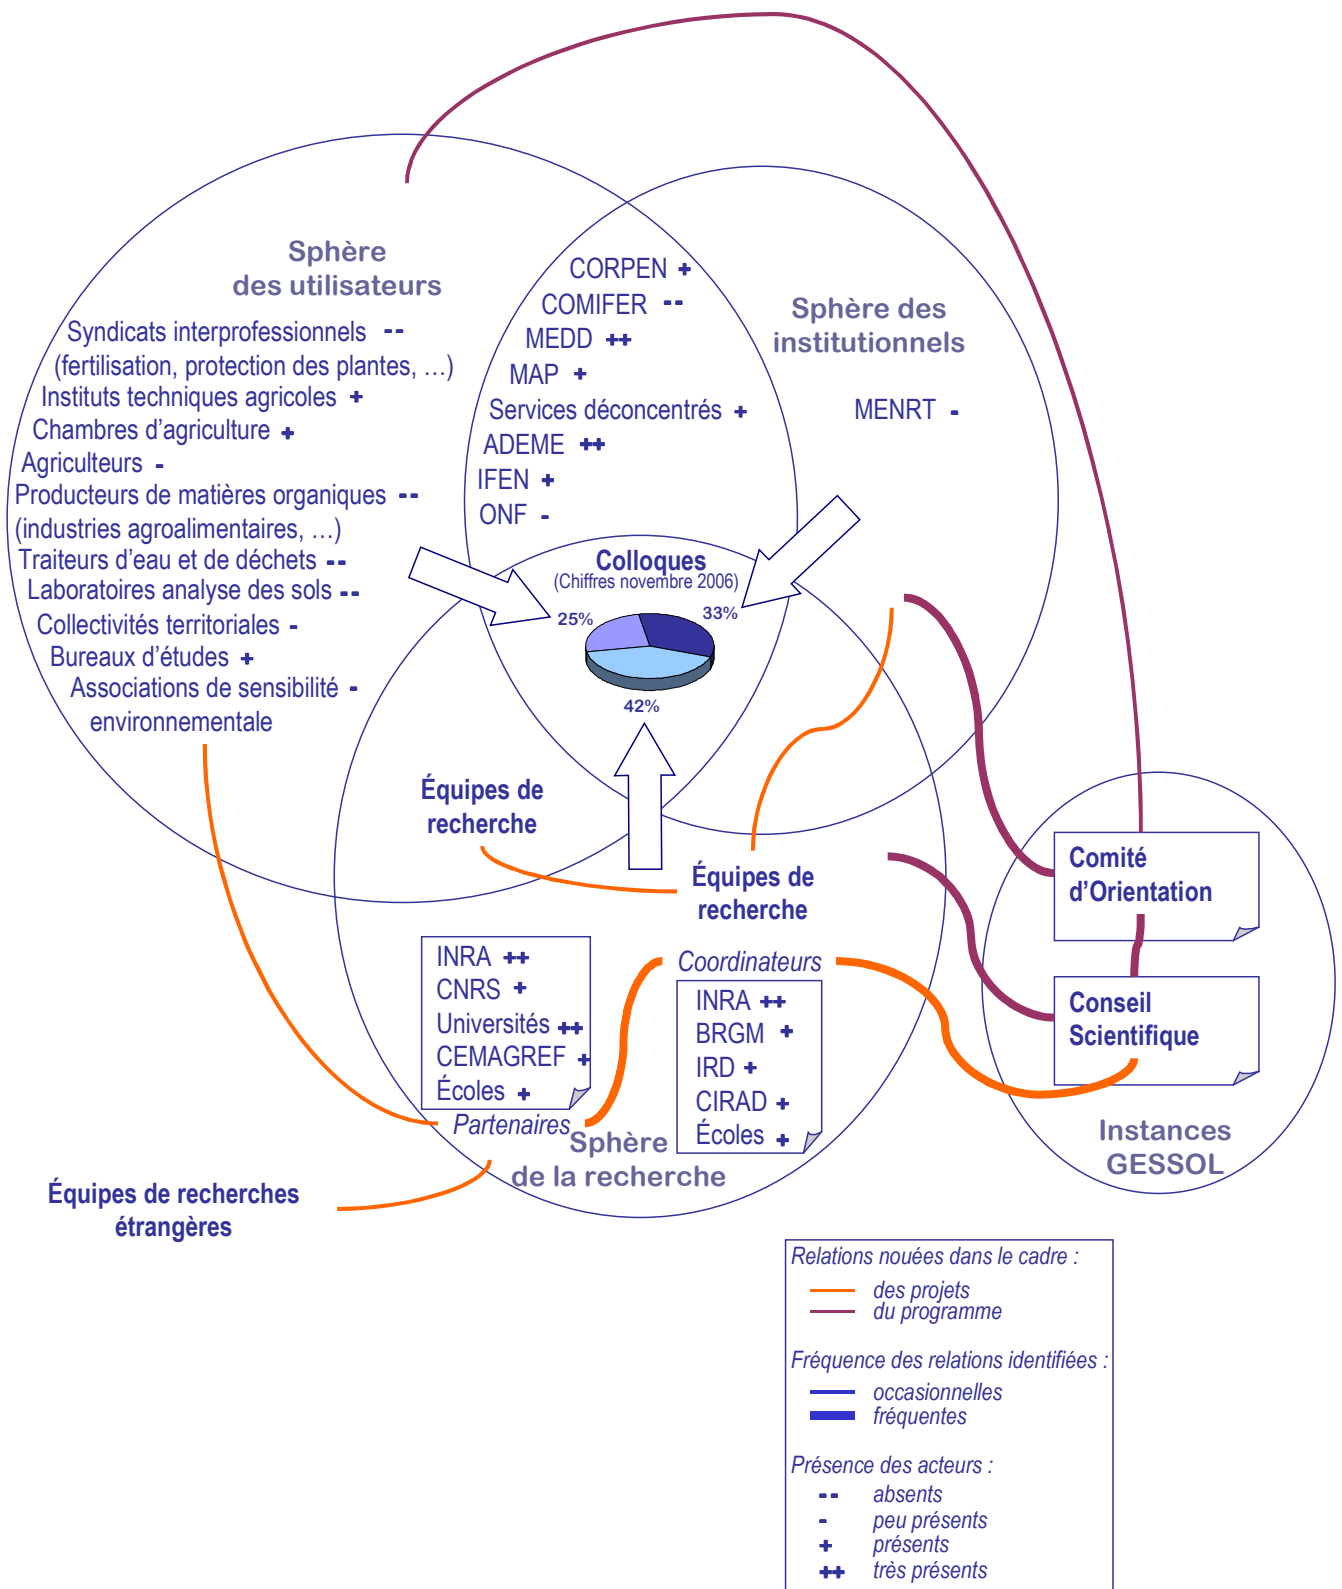 Sphère
des utilisateurs
Syndicats interprofessionnels --
(fertilisation, protection des plantes, …)
Instituts techniques agricoles +
Chambres d’agriculture +
Agriculteurs -
Producteurs de matières organiques --
(industries agroalimentaires, …)
Traiteurs d’eau et de déchets --
Laboratoires analyse des sols --
Collectivités territoriales -
Bureaux d’études +
Associations de sensibilité -
environnementale
CORPEN +
COMIFER --
MEDD ++
MAP +
Services déconcentrés +
ADEME ++
IFEN +
ONF -
Sphère des
institutionnels
MENRT -
Colloques
(Chiffres novembre 2006)
25%
33%
42%
Équipes de
recherche
Équipes de
recherche
Coordinateurs
INRA ++
BRGM +
IRD +
CIRAD +
Écoles +
INRA ++
CNRS +
Universités ++
CEMAGREF +
Écoles +
Partenaires
Sphère
de la recherche
Équipes de recherches
étrangères
Comité
d’Orientation
Conseil
Scientifique
Instances
GESSOL
Relations nouées dans le cadre :
des projets
du programme
Fréquence des relations identifiées :
occasionnelles
fréquentes
Présence des acteurs :
-- absents
- peu présents
+ présents
++ très présents